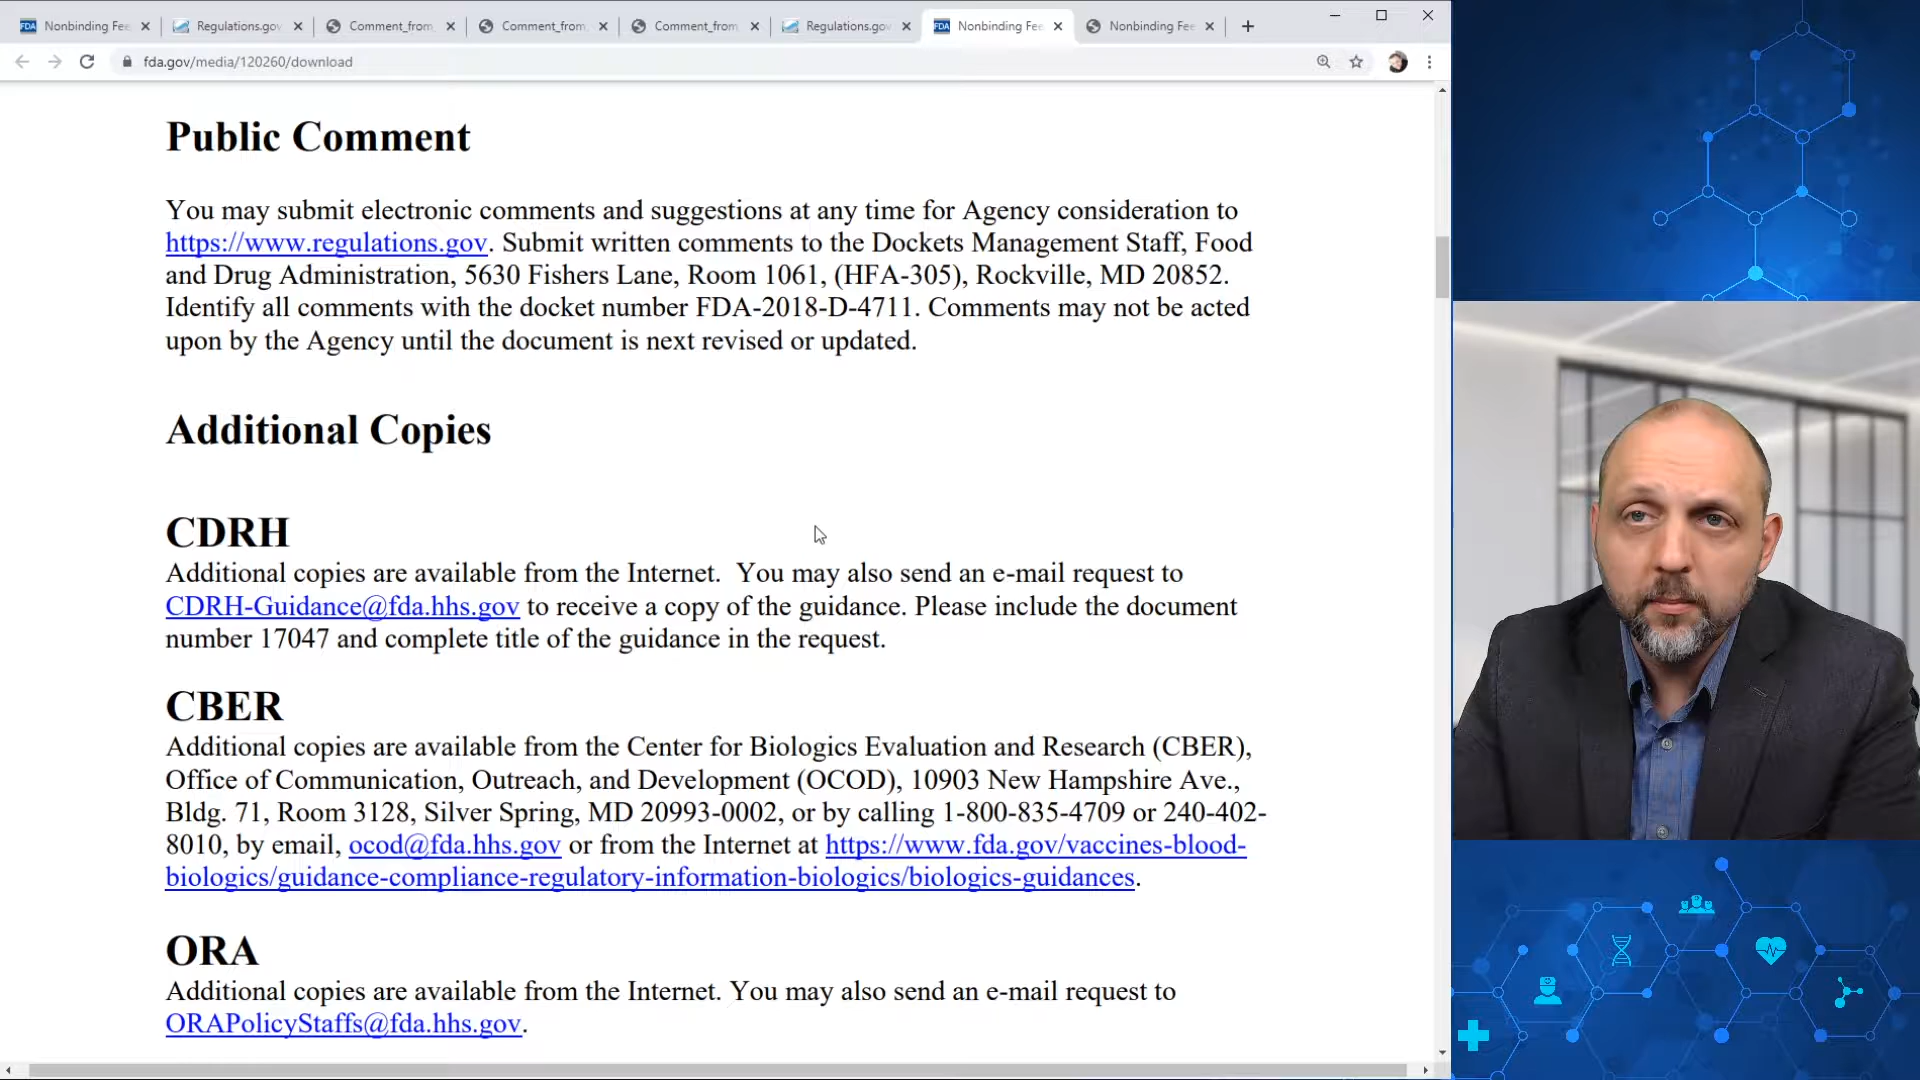 FDA Nonbinding Fee
Regulations.gov
Comment_from_
Comment_from_
Comment_from_
Regulations.gov
FDA Nonbinding Fee
Nonbinding Fee
fda.gov/media/120260/download
Public Comment
You may submit electronic comments and suggestions at any time for Agency consideration to
https://www.regulations.gov. Submit written comments to the Dockets Management Staff, Food
and Drug Administration, 5630 Fishers Lane, Room 1061, (HFA-305), Rockville, MD 20852.
Identify all comments with the docket number FDA-2018-D-4711. Comments may not be acted
upon by the Agency until the document is next revised or updated.
Additional Copies
CDRH
Additional copies are available from the Internet.  You may also send an e-mail request to
CDRH-Guidance@fda.hhs.gov to receive a copy of the guidance. Please include the document
number 17047 and complete title of the guidance in the request.
CBER
Additional copies are available from the Center for Biologics Evaluation and Research (CBER),
Office of Communication, Outreach, and Development (OCOD), 10903 New Hampshire Ave.,
Bldg. 71, Room 3128, Silver Spring, MD 20993-0002, or by calling 1-800-835-4709 or 240-402-
8010, by email, ocod@fda.hhs.gov or from the Internet at https://www.fda.gov/vaccines-blood-
biologics/guidance-compliance-regulatory-information-biologics/biologics-guidances.
ORA
Additional copies are available from the Internet. You may also send an e-mail request to
ORAPolicyStaffs@fda.hhs.gov.